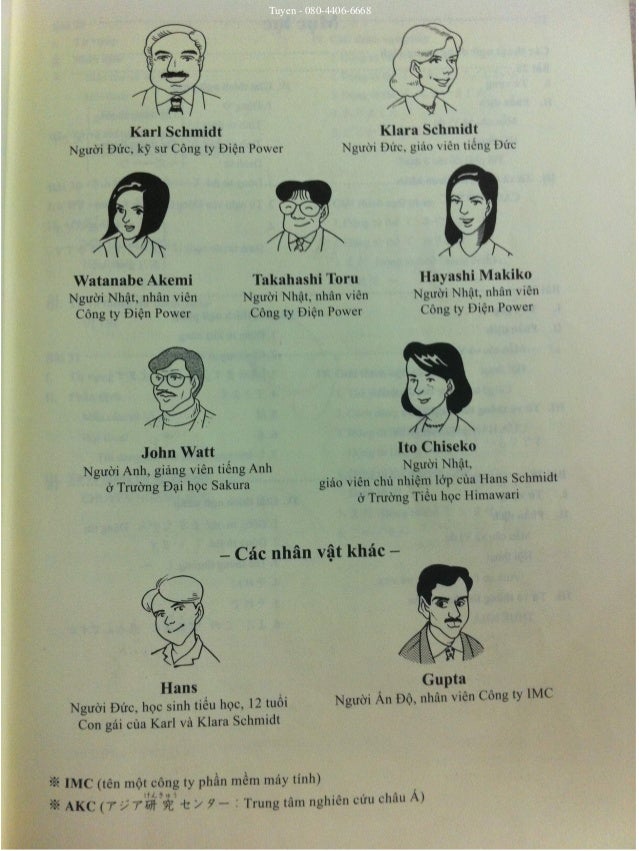 Tuyen - 080-4406-6668
Karl Schmidt
Người Đức, kỹ sư Công ty Điện Power
Klara Schmidt
Người Đức, giáo viên tiếng Đức
Watanabe Akemi
Người Nhật, nhân viên
Công ty Điện Power
Takahashi Toru
Người Nhật, nhân viên
Công ty Điện Power
Hayashi Makiko
Người Nhật, nhân viên
Công ty Điện Power
John Watt
Người Anh, giảng viên tiếng Anh
ở Trường Đại học Sakura
Ito Chiseko
Người Nhật,
giáo viên chủ nhiệm lớp của Hans Schmidt
ở Trường Tiểu học Himawari
– Các nhân vật khác –
Hans
Người Đức, học sinh tiểu học, 12 tuổi
Con gái của Karl và Klara Schmidt
Gupta
Người Ấn Độ, nhân viên Công ty IMC
※ IMC (tên một công ty phần mềm máy tính)
けんきゅう
※ AKC (アジア研究センター : Trung tâm nghiên cứu châu Á)